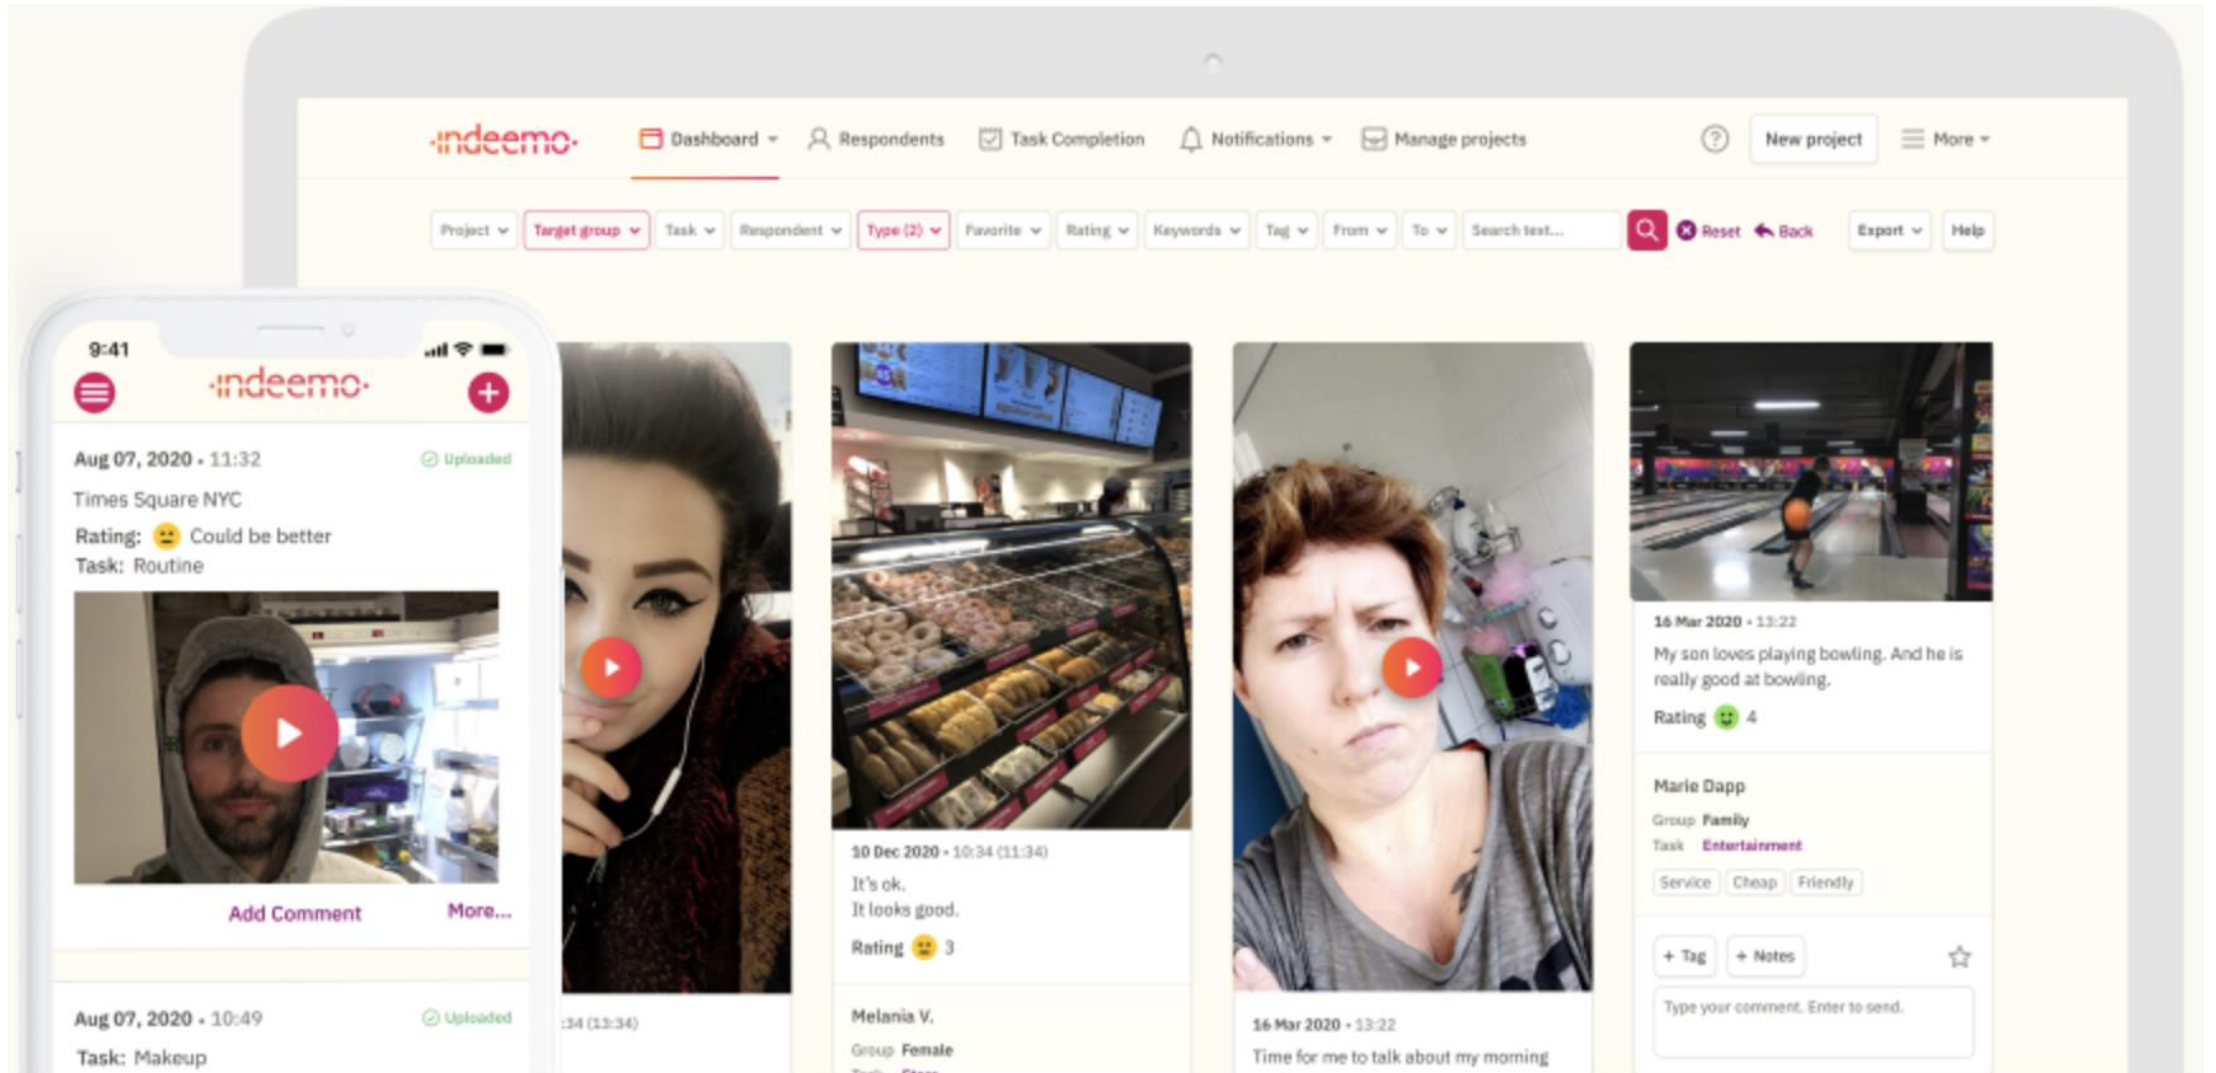 indeemo
Dashboard
Respondents
Task Completion
Notifications
Manage projects
New project
More
Project
Target group
Task
Respondent
Type (2)
Favorite
Rating
Keywords
Tag
From
To
Search text...
Reset
Back
Export
Help
9:41
indeemo
Aug 07, 2020 • 11:32
Uploaded
Times Square NYC
Rating: Could be better
Task: Routine
Add Comment
More...
Aug 07, 2020 • 10:49
Uploaded
Task: Makeup
:34 (13:34)
10 Dec 2020 • 10:34 (11:34)
It's ok.
It looks good.
Rating 3
Melania V.
Group Female
16 Mar 2020 • 13:22
Time for me to talk about my morning
16 Mar 2020 • 13:22
My son loves playing bowling. And he is
really good at bowling.
Rating 4
Marie Dapp
Group Family
Task Entertainment
Service Cheap Friendly
+ Tag + Notes
Type your comment. Enter to send.